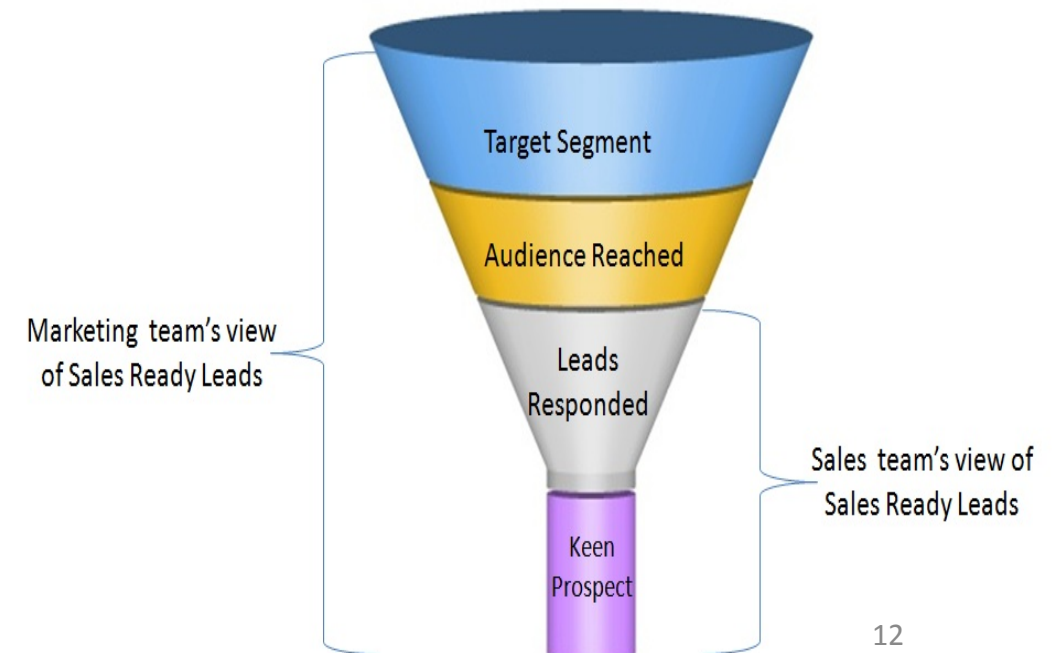 Target Segment
Audience Reached
Leads
Responded
Keen
Prospect
Marketing team's view
of Sales Ready Leads
Sales team's view of
Sales Ready Leads
12